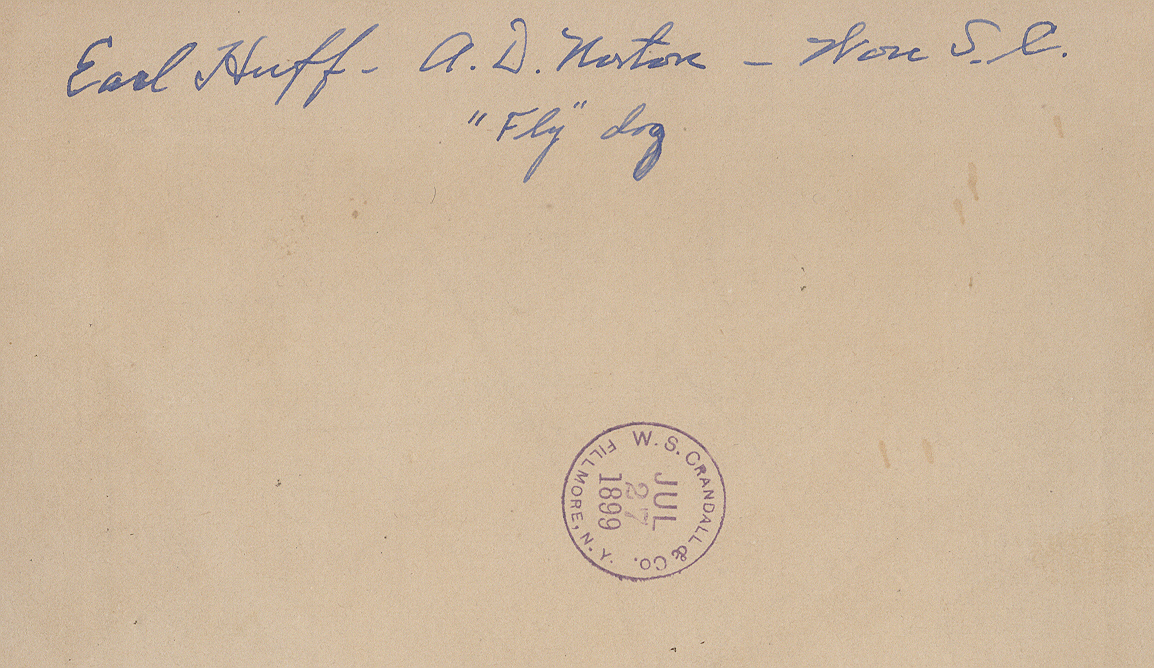 Earl Huff - A. D. Norton - Won S. C.
"Fly" dog
W. S. CRANDALL & CO.
JUL
27
1899
FILLMORE, N. Y.